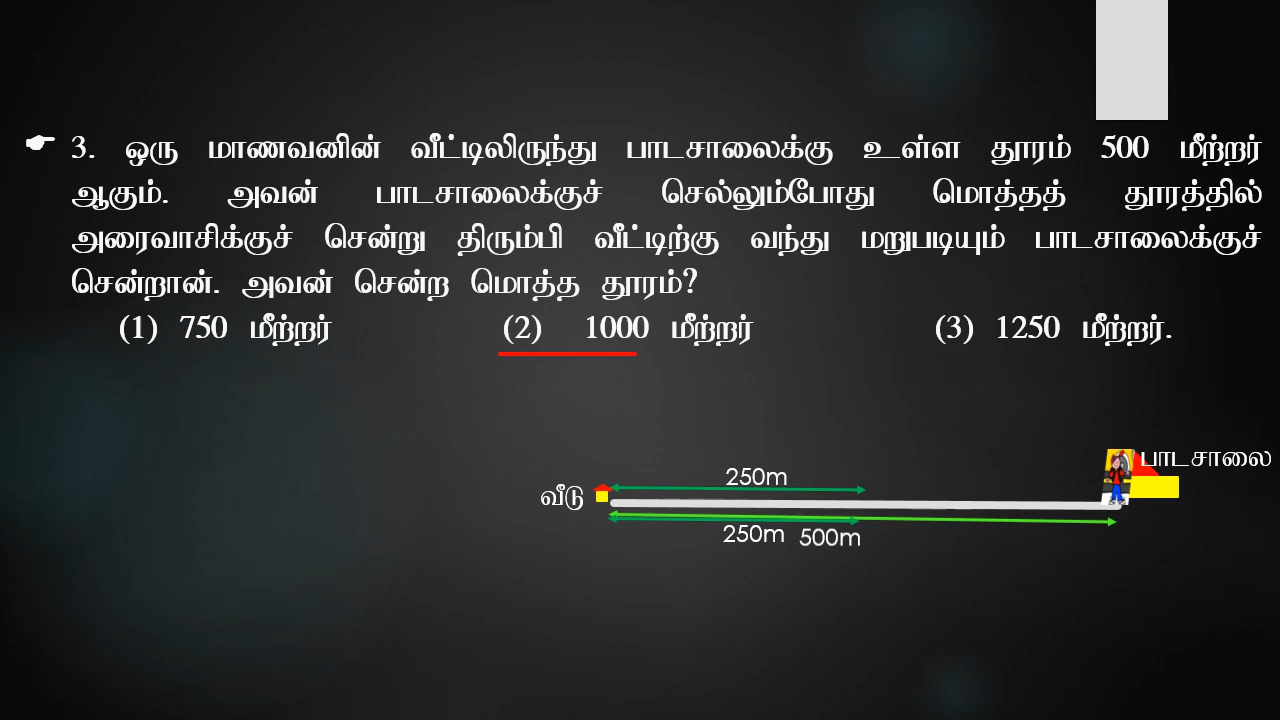 3. ஒரு மாணவனின் வீட்டிலிருந்து பாடசாலைக்கு உள்ள தூரம் 500 மீற்றர்
ஆகும். அவன் பாடசாலைக்குச் செல்லும்போது மொத்தத் தூரத்தில்
அரைவாசிக்குச் சென்று திரும்பி வீட்டிற்கு வந்து மறுபடியும் பாடசாலைக்குச்
சென்றான். அவன் சென்ற மொத்த தூரம்?
(1) 750 மீற்றர் (2) 1000 மீற்றர் (3) 1250 மீற்றர்.
பாடசாலை
250m
வீடு
250m 500m